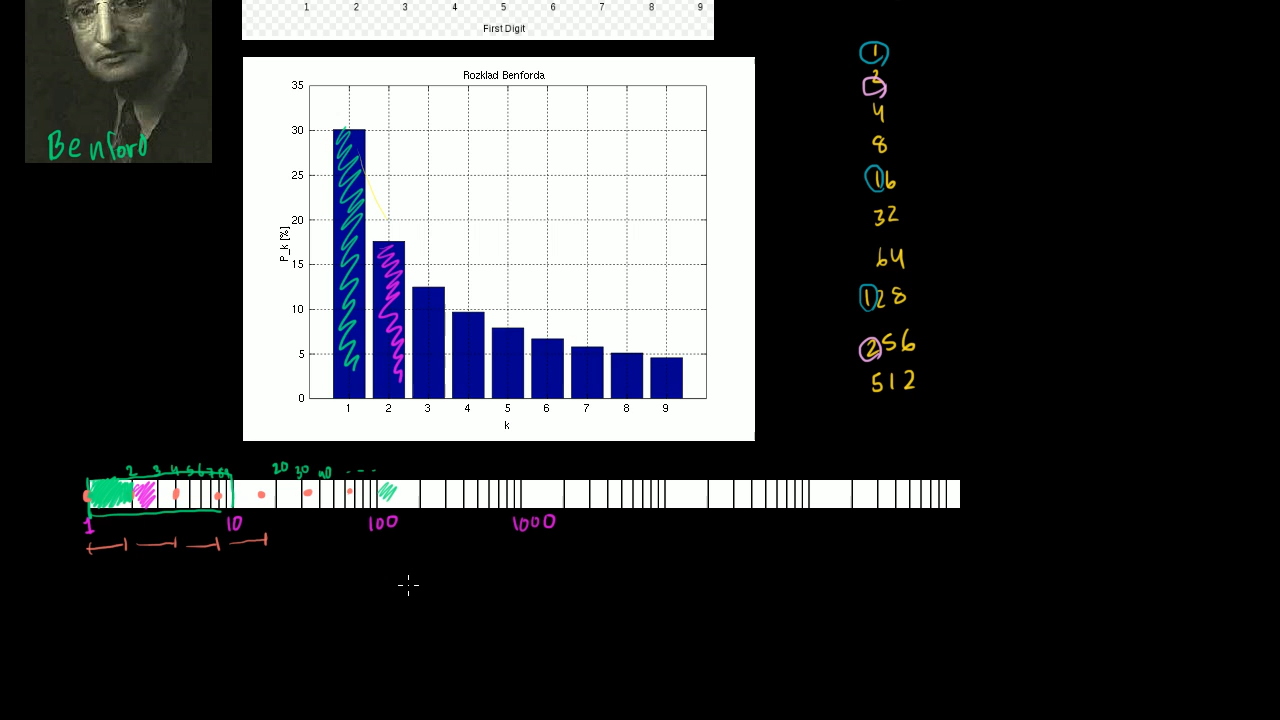 1 2 3 4 5 6 7 8 9
First Digit
Benford
Rozklad Benforda
35
30
25
20
15
10
5
0
P_k [%]
1 2 3 4 5 6 7 8 9
k
1
2
4
8
16
32
64
128
256
512
2 3 4 5 6 7 8 9 20 30 40 ---
1 10 100 1000